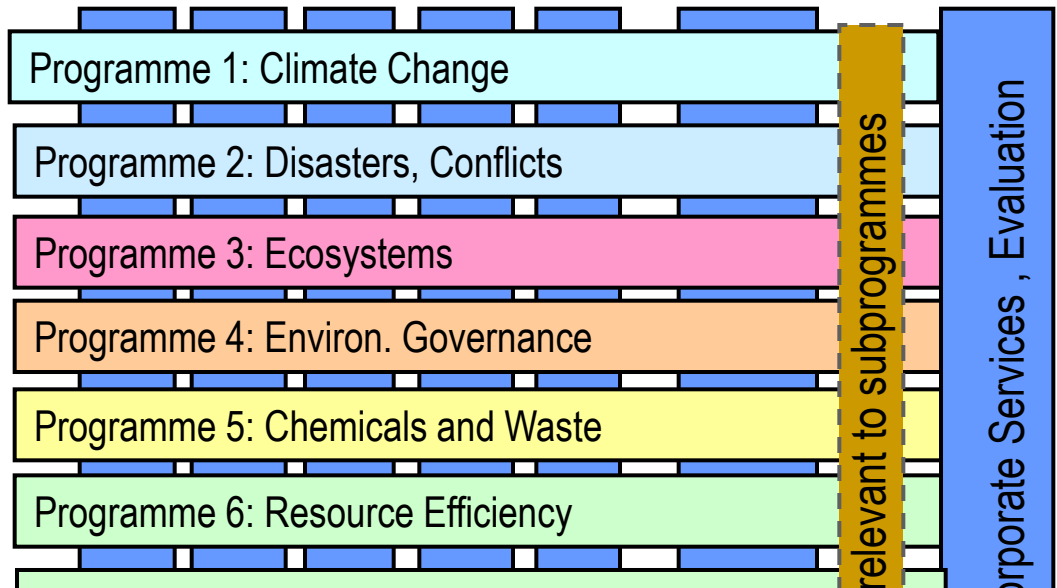 Programme 1: Climate Change
Programme 2: Disasters, Conflicts
Programme 3: Ecosystems
Programme 4: Environ. Governance
Programme 5: Chemicals and Waste
Programme 6: Resource Efficiency
relevant to subprogrammes
orporate Services , Evaluation